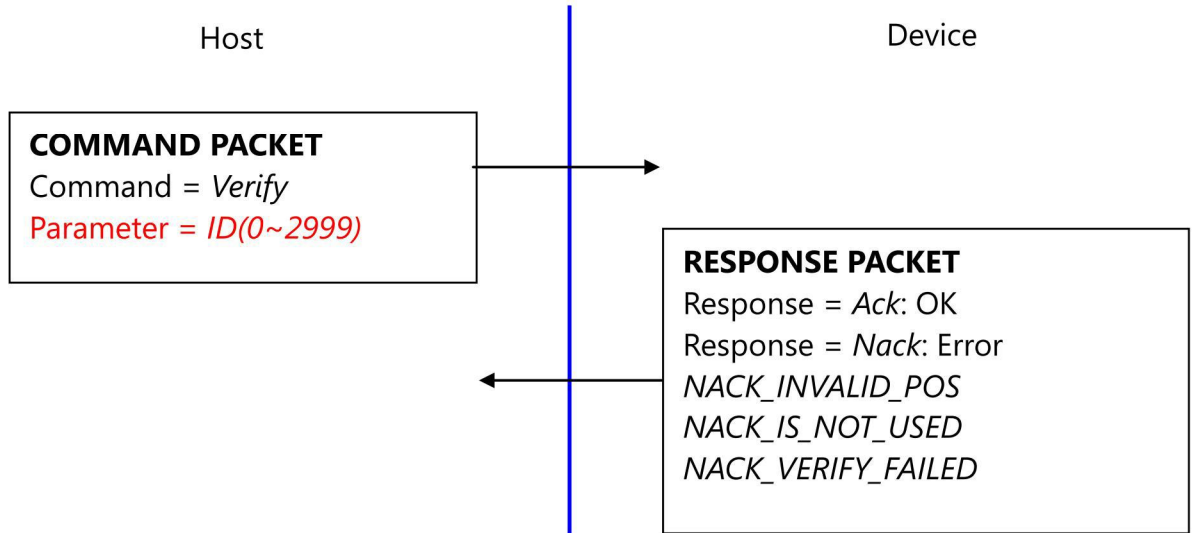 Host
Device
COMMAND PACKET
Command = Verify
Parameter = ID(0~2999)
RESPONSE PACKET
Response = Ack: OK
Response = Nack: Error
NACK_INVALID_POS
NACK_IS_NOT_USED
NACK_VERIFY_FAILED